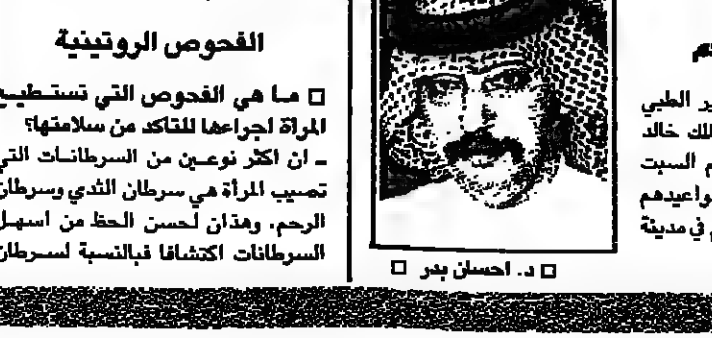 ير الطبي
لك خالد
م السبت
واعيدهم
م في مدينة
□ د. احسان بدر □
الفحوص الروتينية
□ ما هي الفحوص التي تستطيع
المرأة اجراءها للتاكد من سلامتها؟
ـ ان اكثر نوعين من السرطانات التي
تصيب المرأة هي سرطان الثدي وسرطان
الرحم. وهذان لحسن الحظ من اسهل
السرطانات اكتشافا فبالنسبة لسرطان